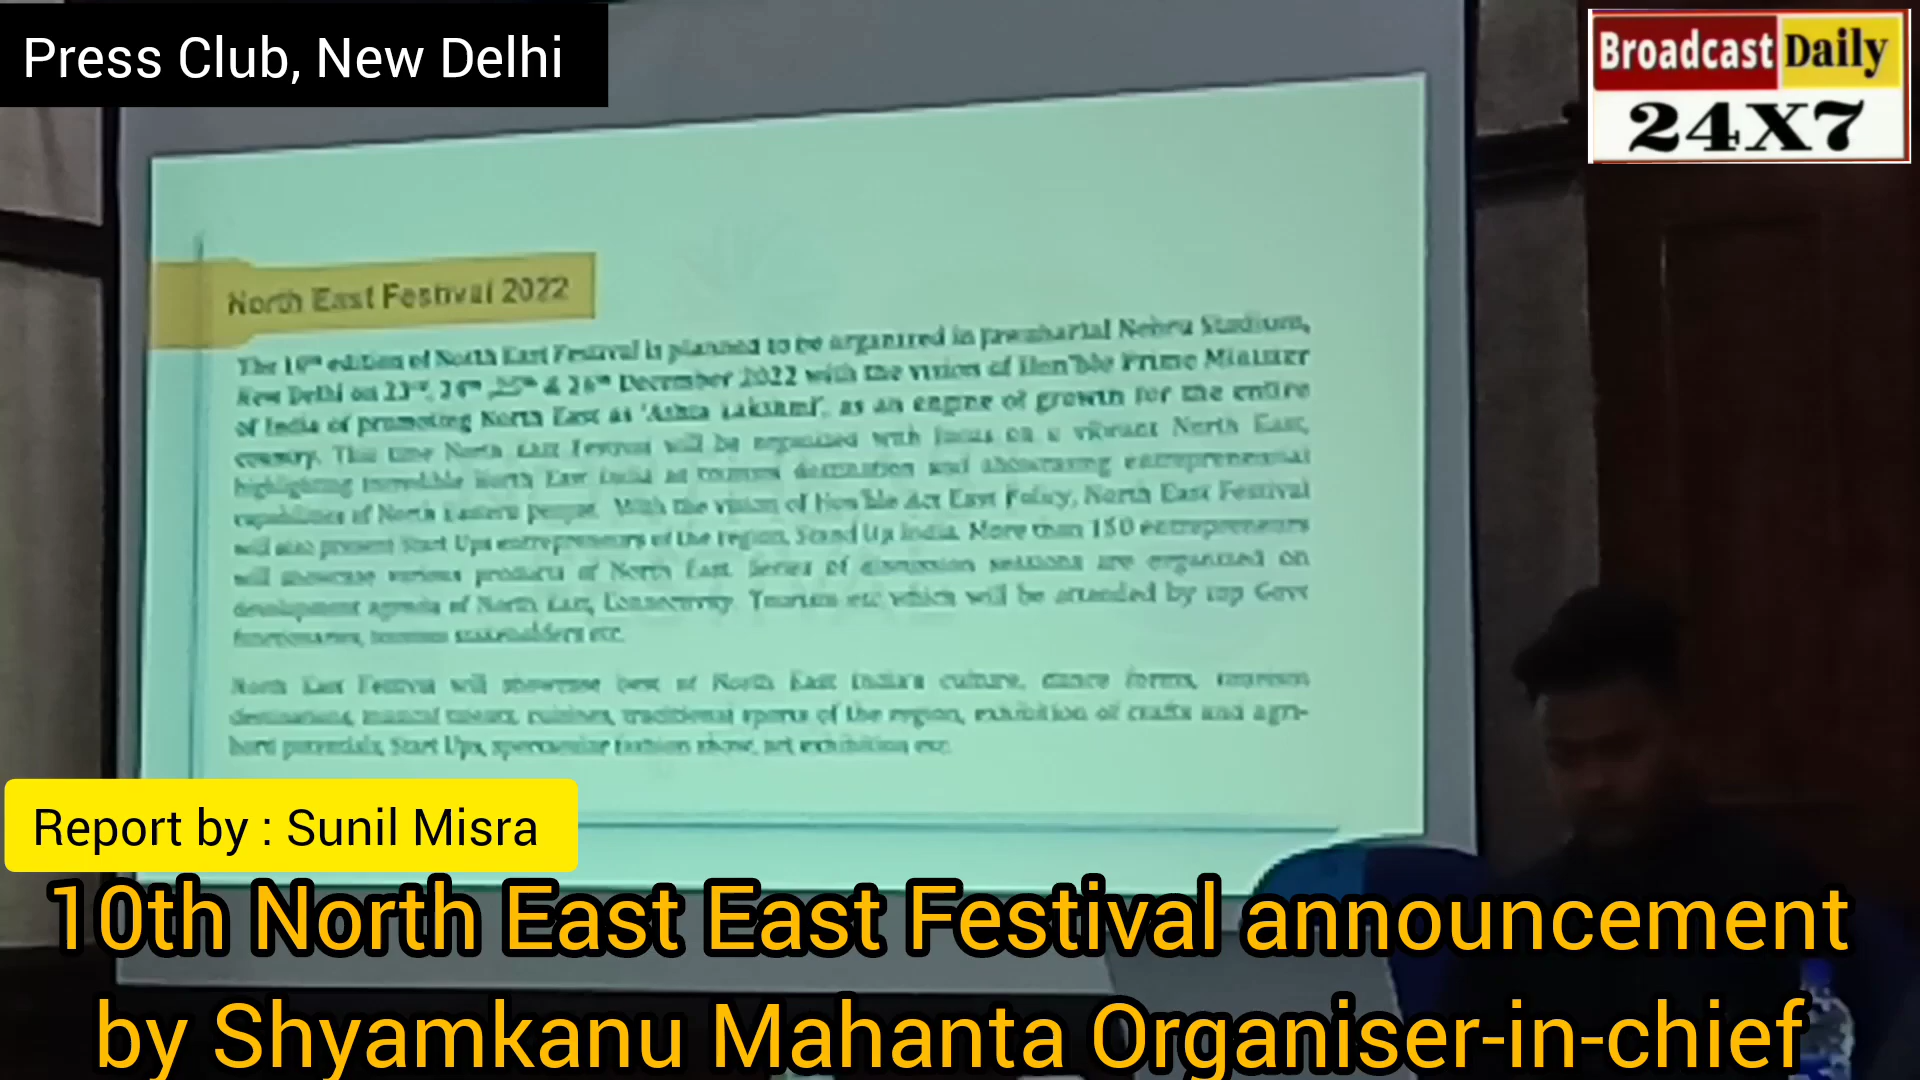 Press Club, New Delhi
Broadcast Daily
24X7
North East Festival 2022
The 10th edition of North East Festival is planned to be organized in Jawaharlal Nehru Stadium,
New Delhi on 23rd, 24th, 25th & 26th December 2022 with the vision of Hon'ble Prime Minister
of India of promoting North East as 'Ashta Lakshmi', as an engine of growth for the entire
country. This time North East Festival will be organized with focus on a vibrant North East,
highlighting incredible North East India as tourism destination and showcasing entrepreneurial
capabilities of North Eastern people. With the vision of Hon'ble Act East Policy, North East Festival
will also present Start Ups entrepreneurs of the region, Stand Up India. More than 150 entrepreneurs
will showcase various products of North East. Series of discussion sessions are organized on
development agenda of North East, Connectivity, Tourism etc which will be attended by top Govt
functionaries, tourism stakeholders etc.
North East Festival will showcase best of North East India's culture, dance forms, tourism
destinations, musical talents, cuisines, traditional sports of the region, exhibition of crafts and agri-
horti potentials, Start Ups, spectacular fashion show, art exhibition etc.
Report by : Sunil Misra
10th North East East Festival announcement
by Shyamkanu Mahanta Organiser-in-chief